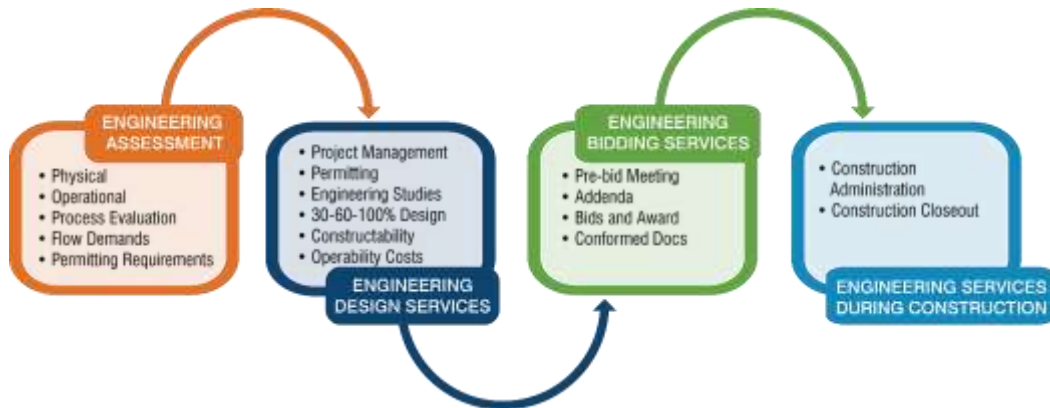 ENGINEERING
ASSESSMENT
• Physical
• Operational
• Process Evaluation
• Flow Demands
• Permitting Requirements
• Project Management
• Permitting
• Engineering Studies
• 30-60-100% Design
• Constructability
• Operability Costs
ENGINEERING
DESIGN SERVICES
ENGINEERING
BIDDING SERVICES
• Pre-bid Meeting
• Addenda
• Bids and Award
• Conformed Docs
• Construction
Administration
• Construction Closeout
ENGINEERING SERVICES
DURING CONSTRUCTION